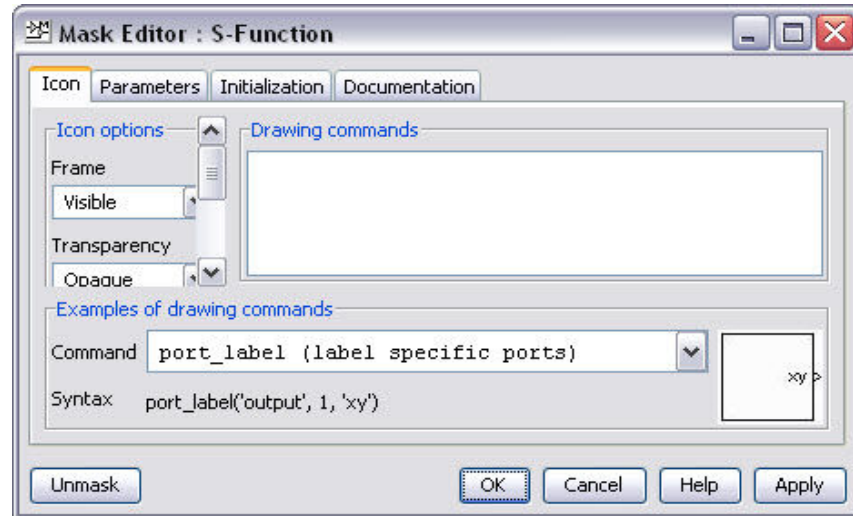 Mask Editor : S-Function
Icon Parameters Initialization Documentation
Icon options
Drawing commands
Frame
Visible
Transparency
Opaque
Examples of drawing commands
Command port_label (label specific ports)
xy >
Syntax port_label('output', 1, 'xy')
Unmask OK Cancel Help Apply